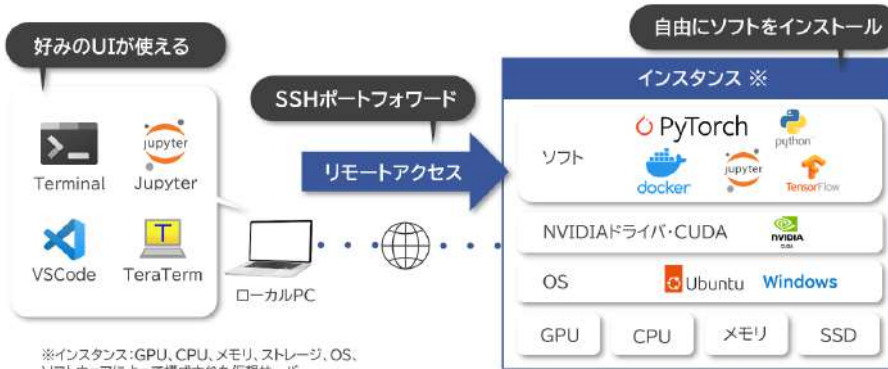 自由にソフトをインストール
好みのUIが使える
インスタンス ※
SSHポートフォワード
PyTorch
python
ソフト
リモートアクセス
docker
jupyter
TensorFlow
Terminal
jupyter
Jupyter
NVIDIAドライバ・CUDA
NVIDIA
VSCode
T
TeraTerm
ローカルPC
OS
Ubuntu
Windows
GPU
CPU
メモリ
SSD
※インスタンス:GPU、CPU、メモリ、ストレージ、OS、